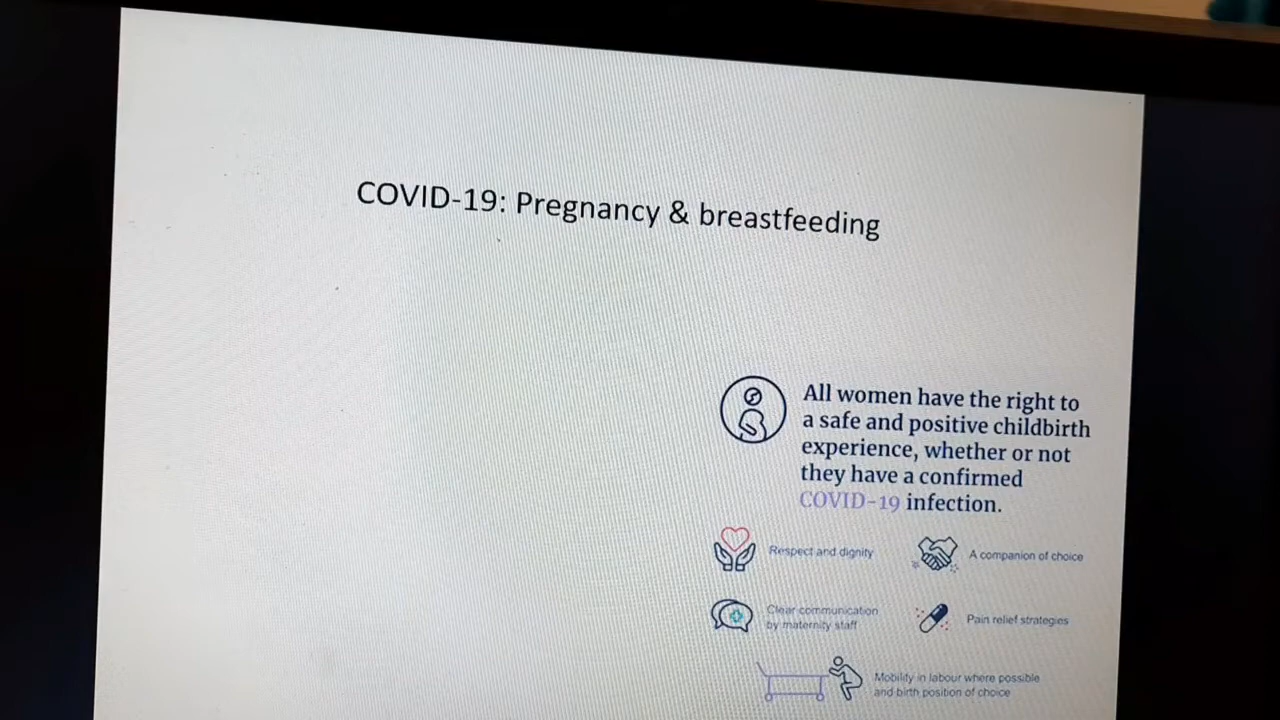 COVID-19: Pregnancy & breastfeeding
All women have the right to
a safe and positive childbirth
experience, whether or not
they have a confirmed
COVID-19 infection.
Respect and dignity
A companion of choice
Clear communication
by maternity staff
Pain relief strategies
Mobility in labour where possible
and birth position of choice